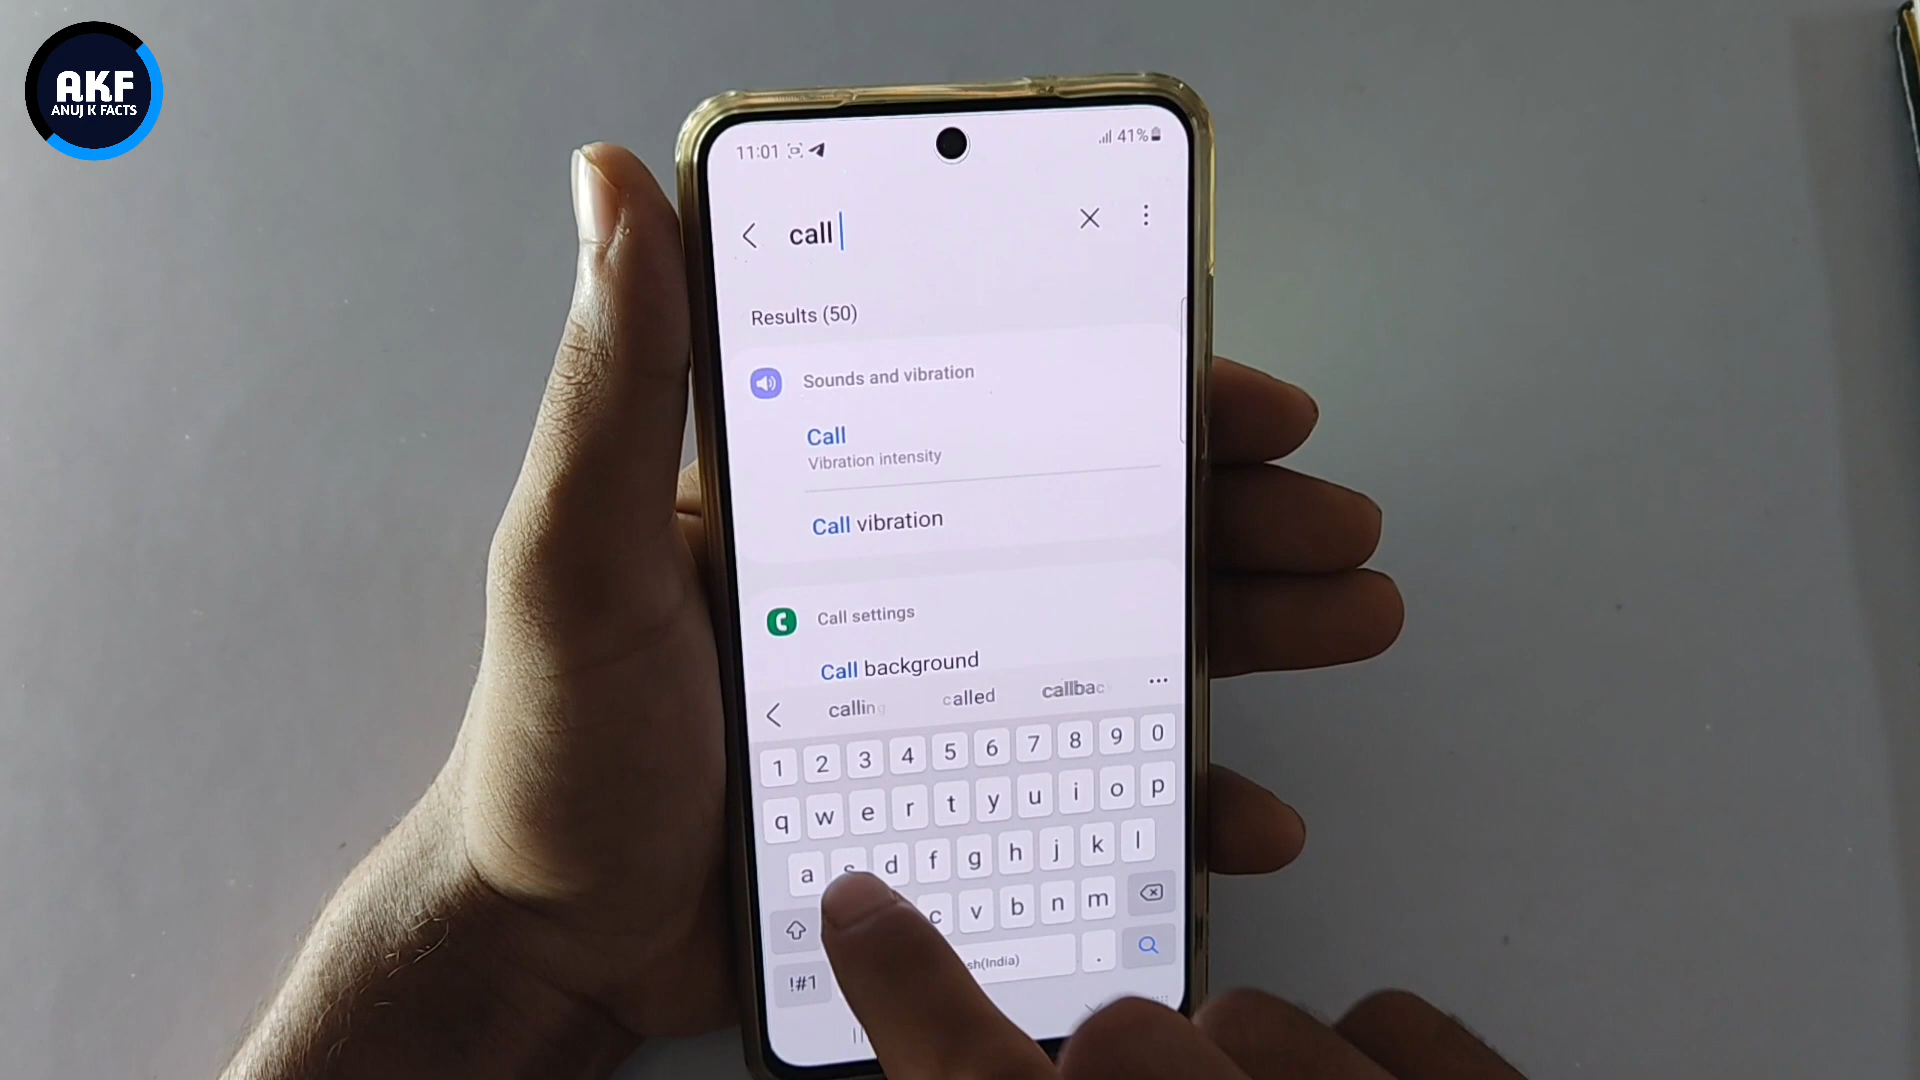 AKF
ANUJ K FACTS
11:01
41%
call
Results (50)
Sounds and vibration
Call
Vibration intensity
Call vibration
Call settings
Call background
calling called callbac
1 2 3 4 5 6 7 8 9 0
q w e r t y u i o p
a s d f g h j k l
c v b n m
!#1 sh(India) .